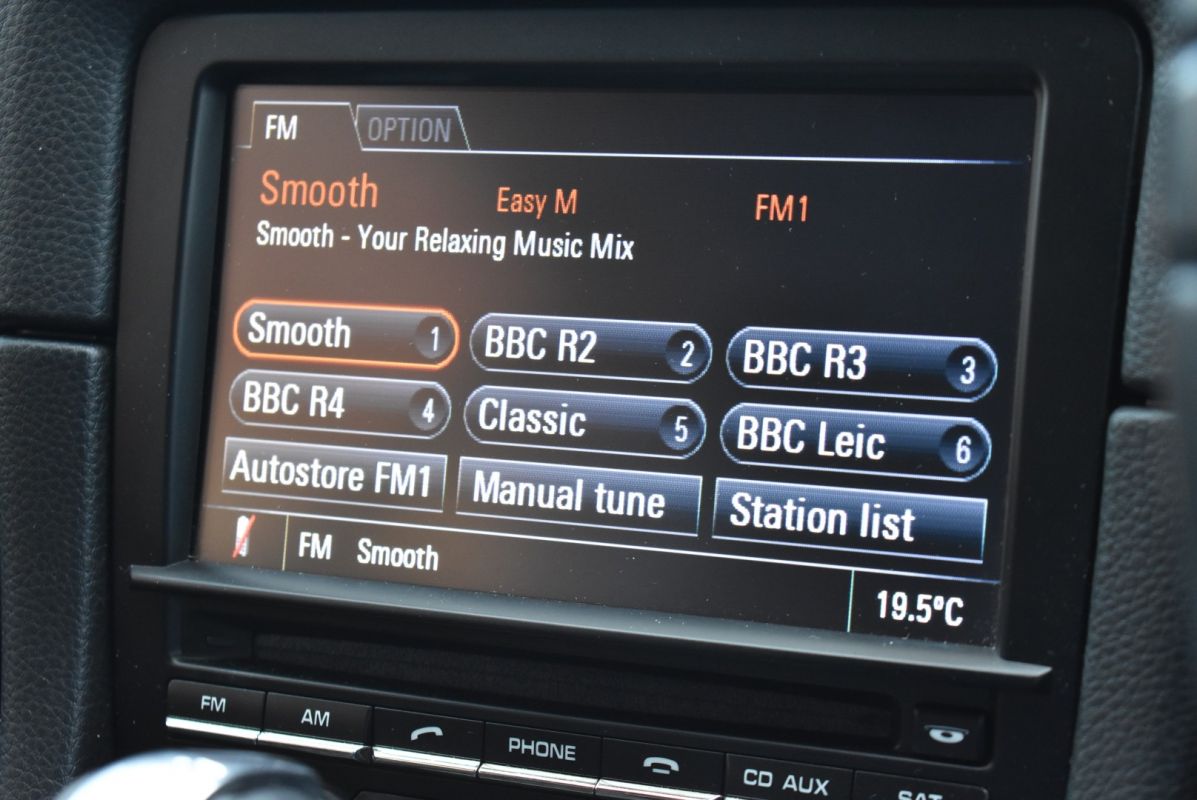 FM OPTION
Smooth Easy M FM1
Smooth - Your Relaxing Music Mix
Smooth 1 BBC R2 2 BBC R3 3
BBC R4 4 Classic 5 BBC Leic 6
Autostore FM1 Manual tune Station list
FM Smooth
19.5ºC
FM AM PHONE CD AUX SAT